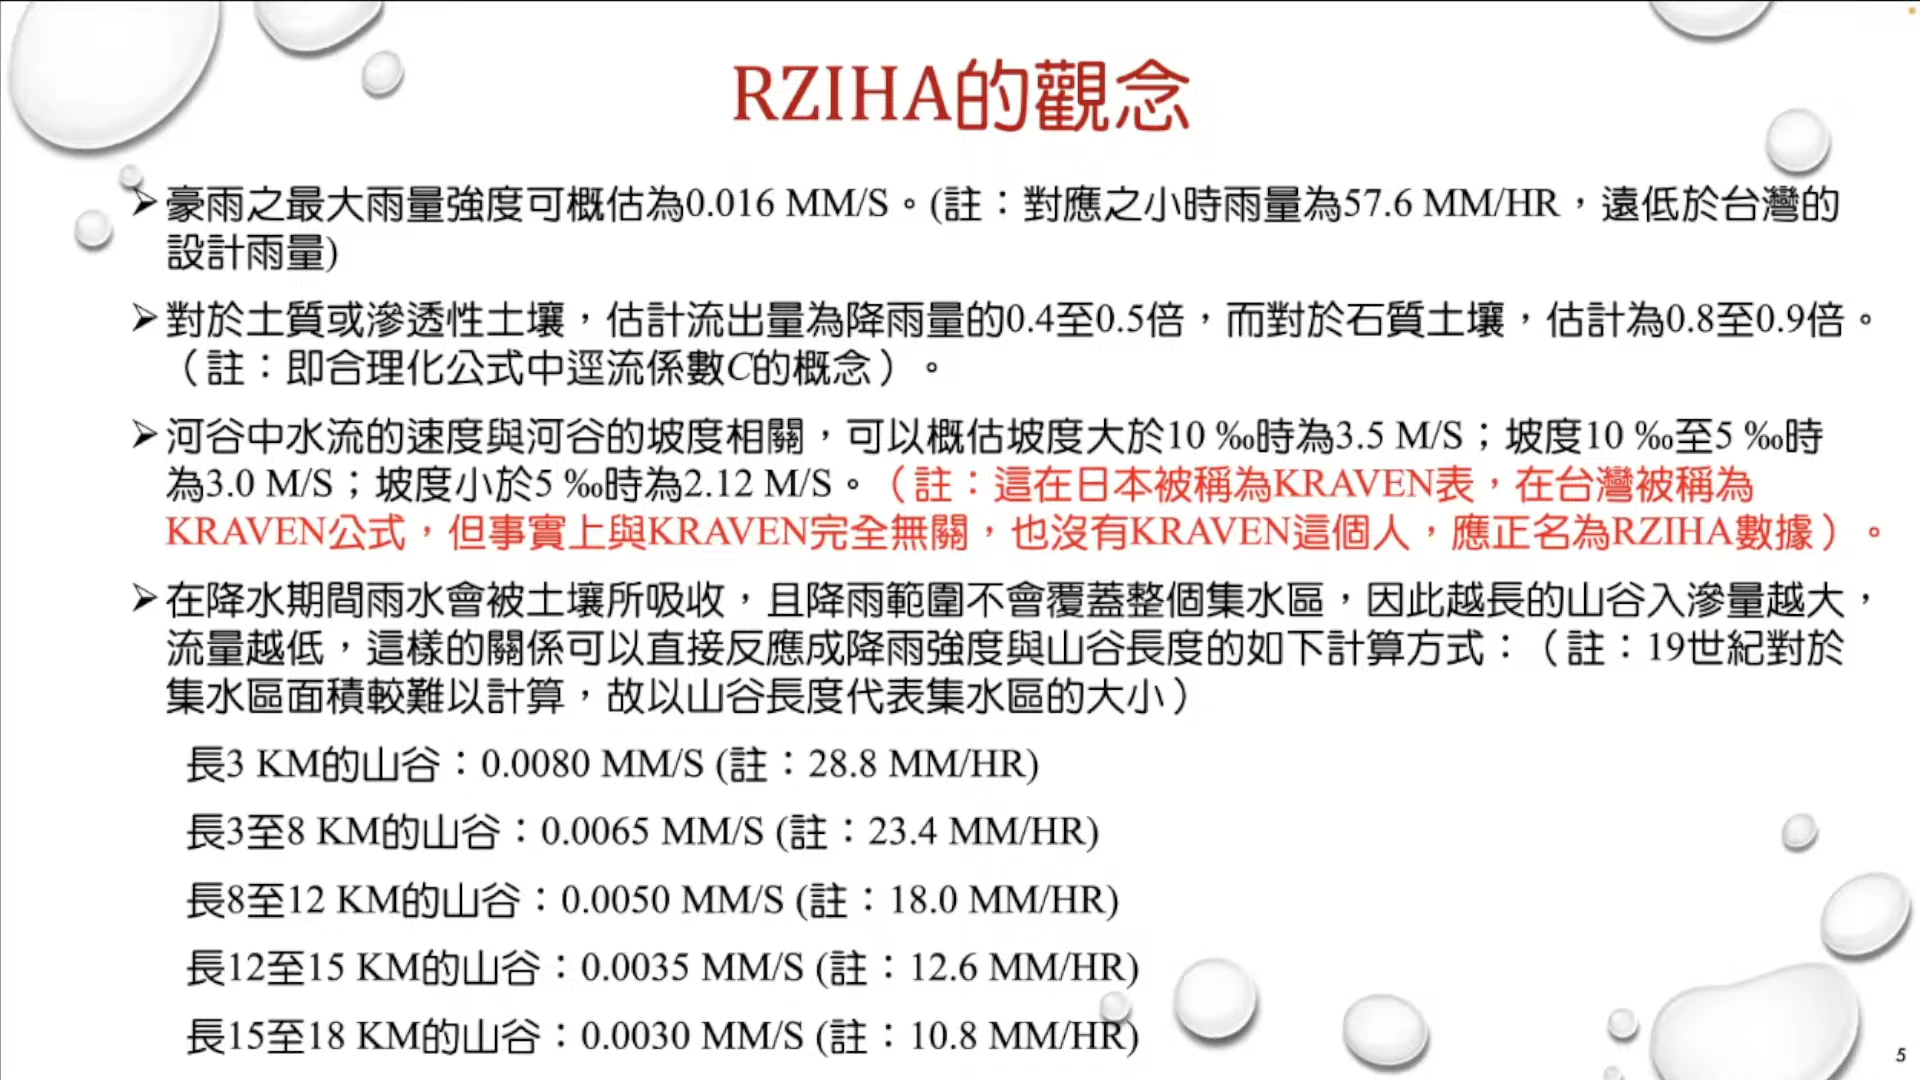 RZIHA的觀念
➢豪雨之最大雨量強度可概估為0.016 MM/S。(註：對應之小時雨量為57.6 MM/HR，遠低於台灣的
設計雨量)
➢對於土質或滲透性土壤，估計流出量為降雨量的0.4至0.5倍，而對於石質土壤，估計為0.8至0.9倍。
（註：即合理化公式中逕流係數C的概念）。
➢河谷中水流的速度與河谷的坡度相關，可以概估坡度大於10 ‰時為3.5 M/S；坡度10 ‰至5 ‰時
為3.0 M/S；坡度小於5 ‰時為2.12 M/S。（註：這在日本被稱為KRAVEN表，在台灣被稱為
KRAVEN公式，但事實上與KRAVEN完全無關，也沒有KRAVEN這個人，應正名為RZIHA數據）。
➢在降水期間雨水會被土壤所吸收，且降雨範圍不會覆蓋整個集水區，因此越長的山谷入滲量越大，
流量越低，這樣的關係可以直接反應成降雨強度與山谷長度的如下計算方式：（註：19世紀對於
集水區面積較難以計算，故以山谷長度代表集水區的大小）
長3 KM的山谷：0.0080 MM/S (註：28.8 MM/HR)
長3至8 KM的山谷：0.0065 MM/S (註：23.4 MM/HR)
長8至12 KM的山谷：0.0050 MM/S (註：18.0 MM/HR)
長12至15 KM的山谷：0.0035 MM/S (註：12.6 MM/HR)
長15至18 KM的山谷：0.0030 MM/S (註：10.8 MM/HR)
5